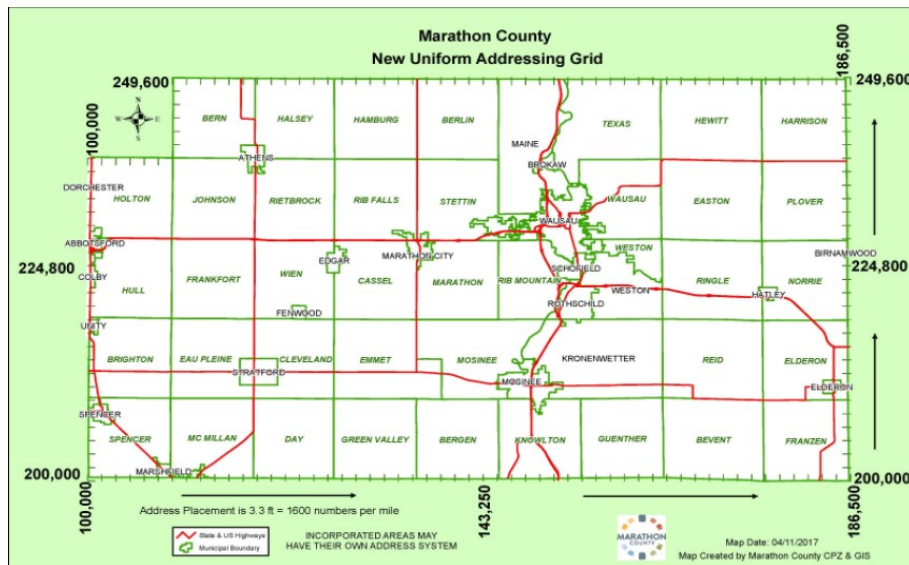 Marathon County
New Uniform Addressing Grid
249,600
186,500
249,600
100,000
N
W E
S
BERN HALSEY HAMBURG BERLIN TEXAS HEWITT HARRISON
MAINE
ATHENS BROKAW
DORCHESTER
HOLTON JOHNSON RIETBROCK RIB FALLS STETTIN WAUSAU EASTON PLOVER
WAUSAU
ABBOTSFORD MARATHON CITY WESTON BIRNAMWOOD
EDGAR
224,800 SCHOFIELD 224,800
COLBY FRANKFORT WIEN CASSEL MARATHON RIB MOUNTAIN RINGLE NORRIE
HULL WESTON HATLEY
FENWOOD ROTHSCHILD
UNITY
BRIGHTON EAU PLEINE CLEVELAND EMMET MOSINEE KRONENWETTER REID ELDERON
STRATFORD
MOSINEE ELDERON
SPENCER
SPENCER MC MILLAN DAY GREEN VALLEY BERGEN KNOWLTON GUENTHER BEVENT FRANZEN
MARSHFIELD
200,000 200,000
100,000
143,250
186,500
Address Placement is 3.3 ft = 1600 numbers per mile
State & US Highways
Municipal Boundary
INCORPORATED AREAS MAY
HAVE THEIR OWN ADDRESS SYSTEM
MARATHON
COUNTY
Map Date: 04/11/2017
Map Created by Marathon County CPZ & GIS